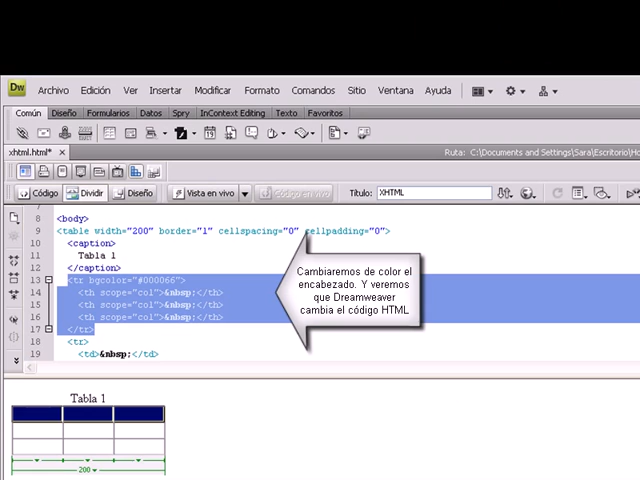 Dw Archivo Edición Ver Insertar Modificar Formato Comandos Sitio Ventana Ayuda
Común Diseño Formularios Datos Spry InContext Editing Texto Favoritos
xhtml.html* × Ruta: C:\Documents and Settings\Sara\Escritorio\Ho
Código Dividir Diseño Vista en vivo Código en vivo Título: XHTML
7
8 <body>
9 <table width="200" border="1" cellspacing="0" cellpadding="0">
10 <caption>
11 Tabla 1
12 </caption>
13 <tr bgcolor="#000066">
14 <th scope="col">&nbsp;</th>
15 <th scope="col">&nbsp;</th>
16 <th scope="col">&nbsp;</th>
17 </tr>
18 <tr>
19 <td>&nbsp;</td>
Cambiaremos de color el
encabezado. Y veremos
que Dreamweaver
cambia el código HTML
Tabla 1
200